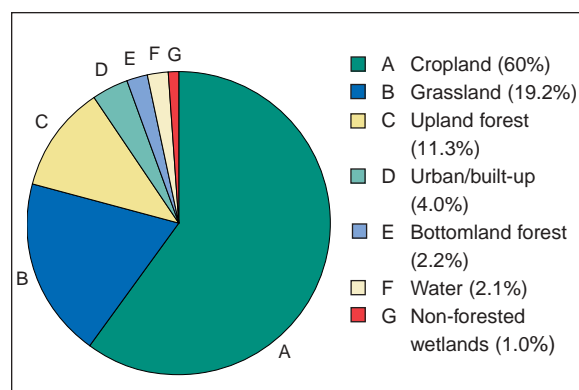 A
B
C
D
E
F
G
A Cropland (60%)
B Grassland (19.2%)
C Upland forest
(11.3%)
D Urban/built-up
(4.0%)
E Bottomland forest
(2.2%)
F Water (2.1%)
G Non-forested
wetlands (1.0%)